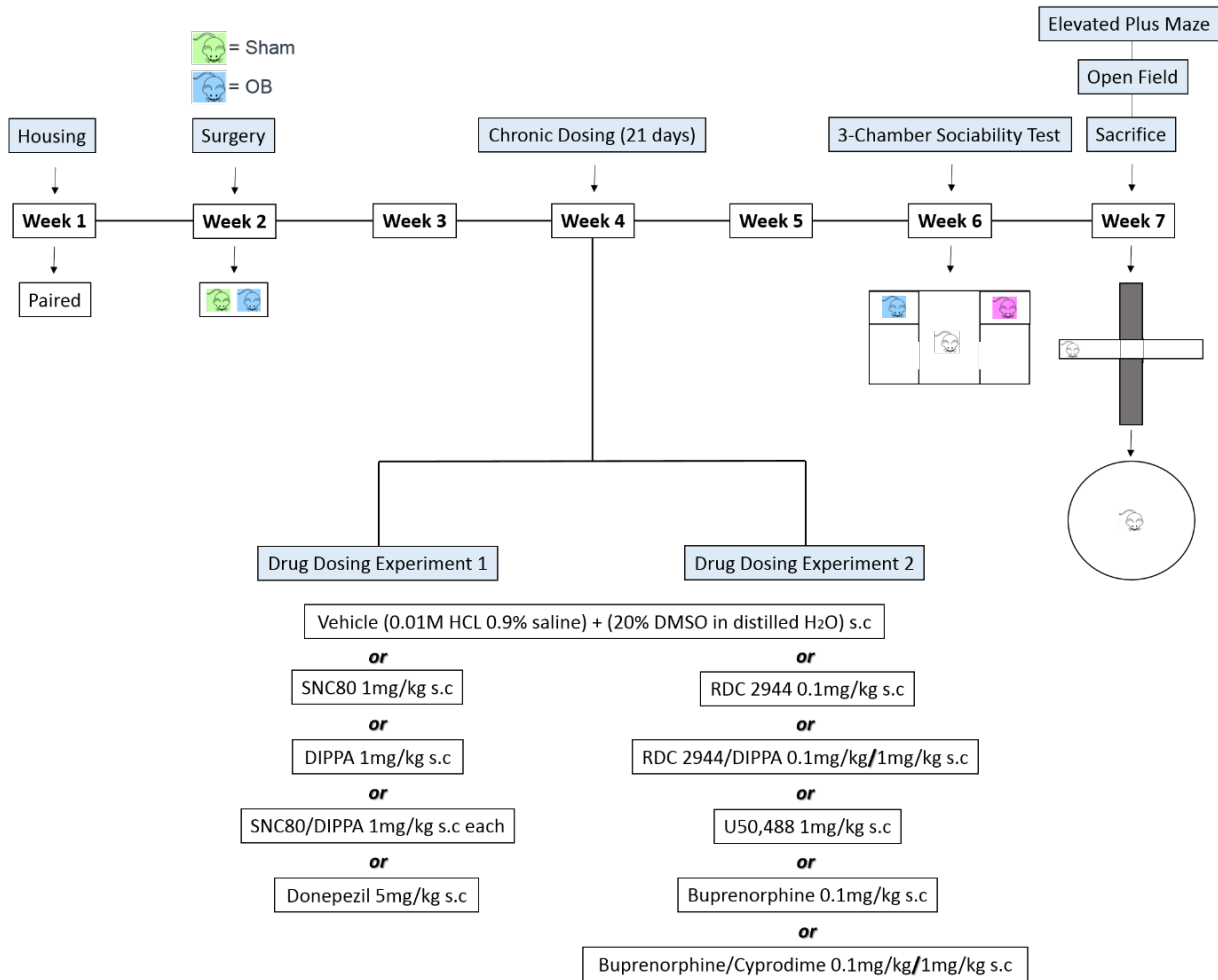 Elevated Plus Maze
= Sham
= OB
Open Field
Housing
Surgery
Chronic Dosing (21 days)
3-Chamber Sociability Test
Sacrifice
Week 1
Week 2
Week 3
Week 4
Week 5
Week 6
Week 7
Paired
Drug Dosing Experiment 1
Drug Dosing Experiment 2
Vehicle (0.01M HCL 0.9% saline) + (20% DMSO in distilled H₂O) s.c
or
or
SNC80 1mg/kg s.c
RDC 2944 0.1mg/kg s.c
or
or
DIPPA 1mg/kg s.c
RDC 2944/DIPPA 0.1mg/kg/1mg/kg s.c
or
or
SNC80/DIPPA 1mg/kg s.c each
U50,488 1mg/kg s.c
or
or
Donepezil 5mg/kg s.c
Buprenorphine 0.1mg/kg s.c
or
Buprenorphine/Cyprodime 0.1mg/kg/1mg/kg s.c